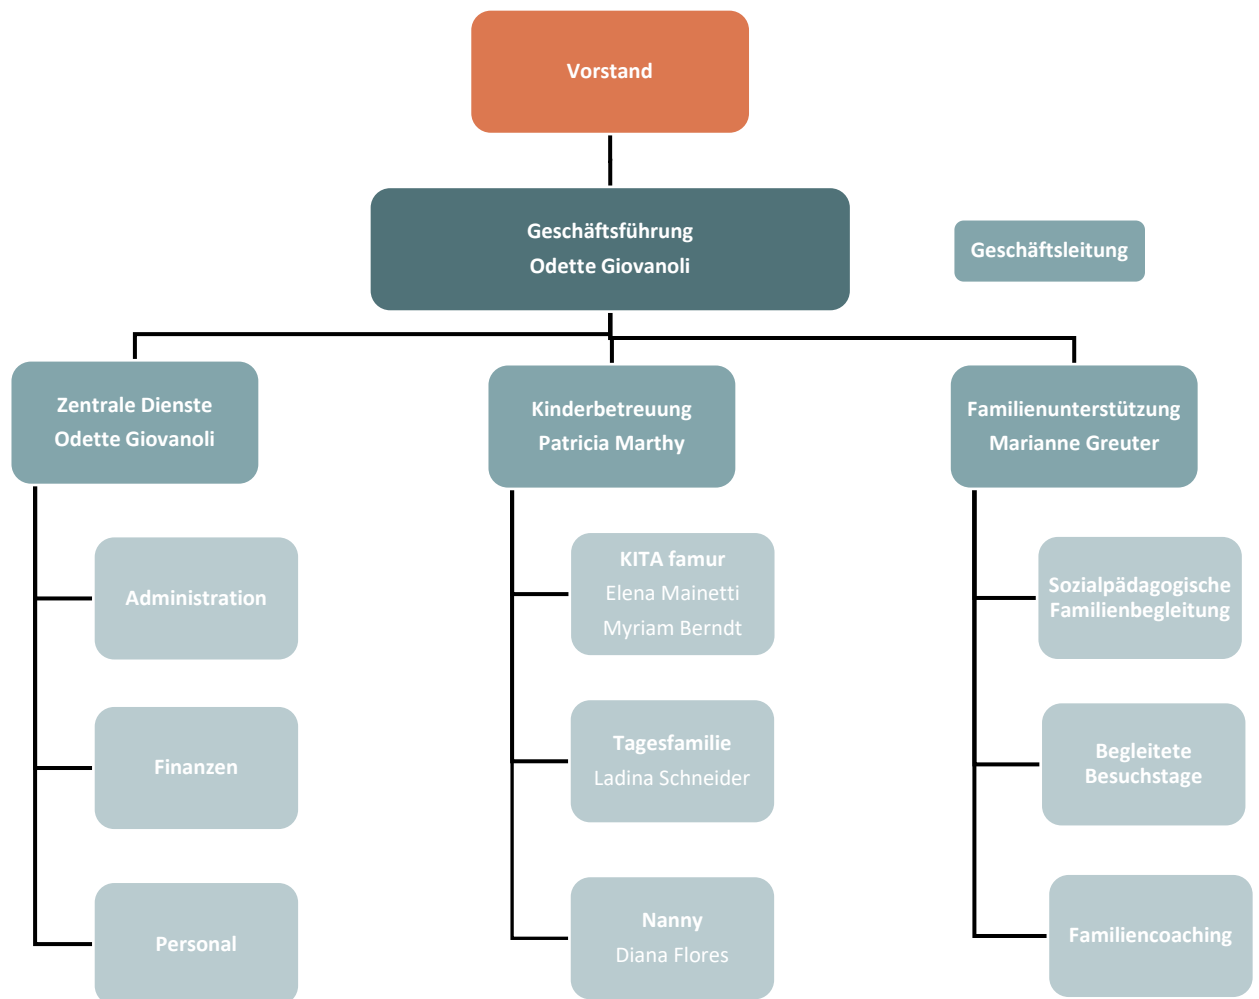 Vorstand
Geschäftsführung
Odette Giovanoli
Geschäftsleitung
Zentrale Dienste
Odette Giovanoli
Kinderbetreuung
Patricia Marthy
Familienunterstützung
Marianne Greuter
Administration
Finanzen
Personal
KITA famur
Elena Mainetti
Myriam Berndt
Tagesfamilie
Ladina Schneider
Nanny
Diana Flores
Sozialpädagogische
Familienbegleitung
Begleitete
Besuchstage
Familiencoaching